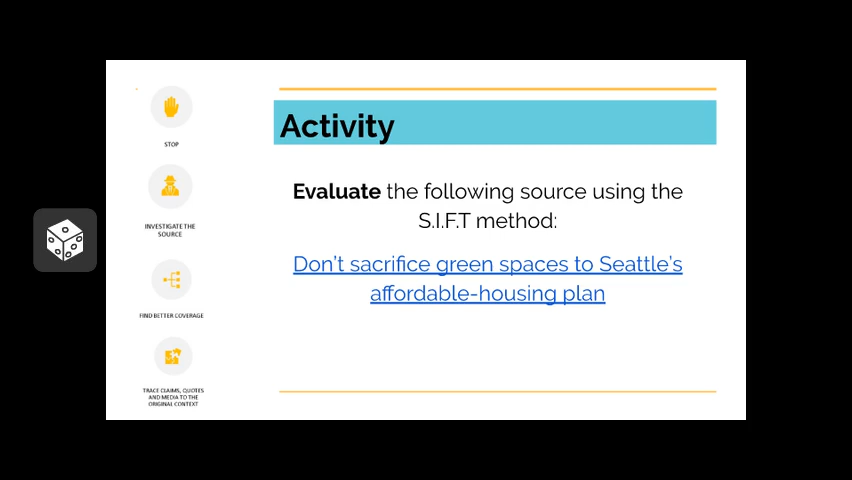 STOP
INVESTIGATE THE
SOURCE
FIND BETTER COVERAGE
TRACE CLAIMS, QUOTES
AND MEDIA TO THE
ORIGINAL CONTEXT
Activity
Evaluate the following source using the
S.I.F.T method:
Don't sacrifice green spaces to Seattle's
affordable-housing plan